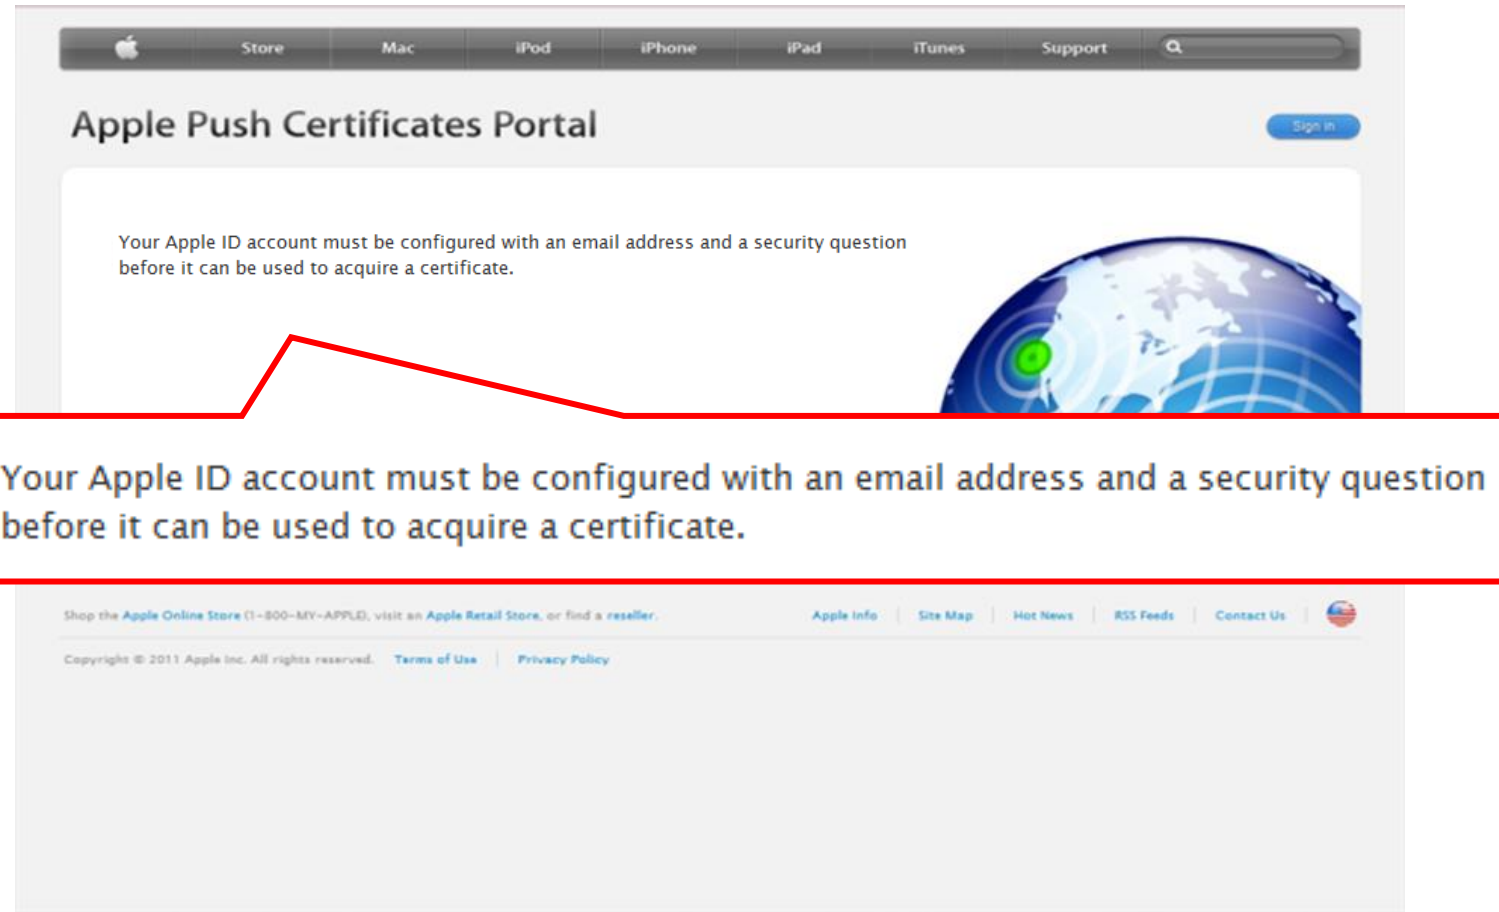 Store Mac iPod iPhone iPad iTunes Support
Apple Push Certificates Portal
Sign in
Your Apple ID account must be configured with an email address and a security question
before it can be used to acquire a certificate.
Your Apple ID account must be configured with an email address and a security question
before it can be used to acquire a certificate.
Shop the Apple Online Store (1-800-MY-APPLE), visit an Apple Retail Store, or find a reseller.
Apple Info | Site Map | Hot News | RSS Feeds | Contact Us |
Copyright © 2011 Apple Inc. All rights reserved. Terms of Use | Privacy Policy